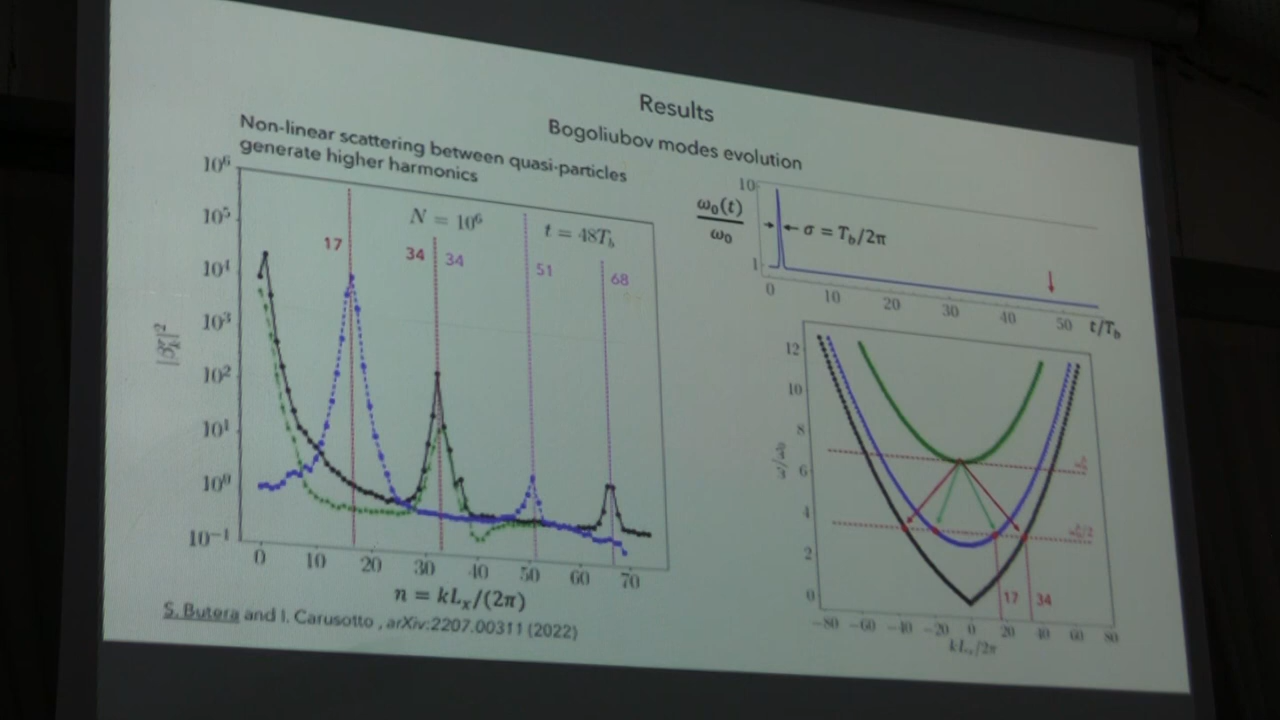 Results
Bogoliubov modes evolution
Non-linear scattering between quasi-particles
generate higher harmonics
10⁶
10⁵
10⁴
10³
10²
10¹
10⁰
10⁻¹
17
N = 10⁶
34
34
t = 48T_b
51
68
0 10 20 30 40 50 60 70
n = kLₓ/(2π)
S. Butera and I. Carusotto , arXiv:2207.00311 (2022)
ω₀(t)
ω₀
10
1
σ = T_b/2π
0 10 20 30 40 50
t/T_b
12
10
8
6
4
2
0
17
34
−80 −60 −40 −20 0 20 40 60 80
kLₓ/2π